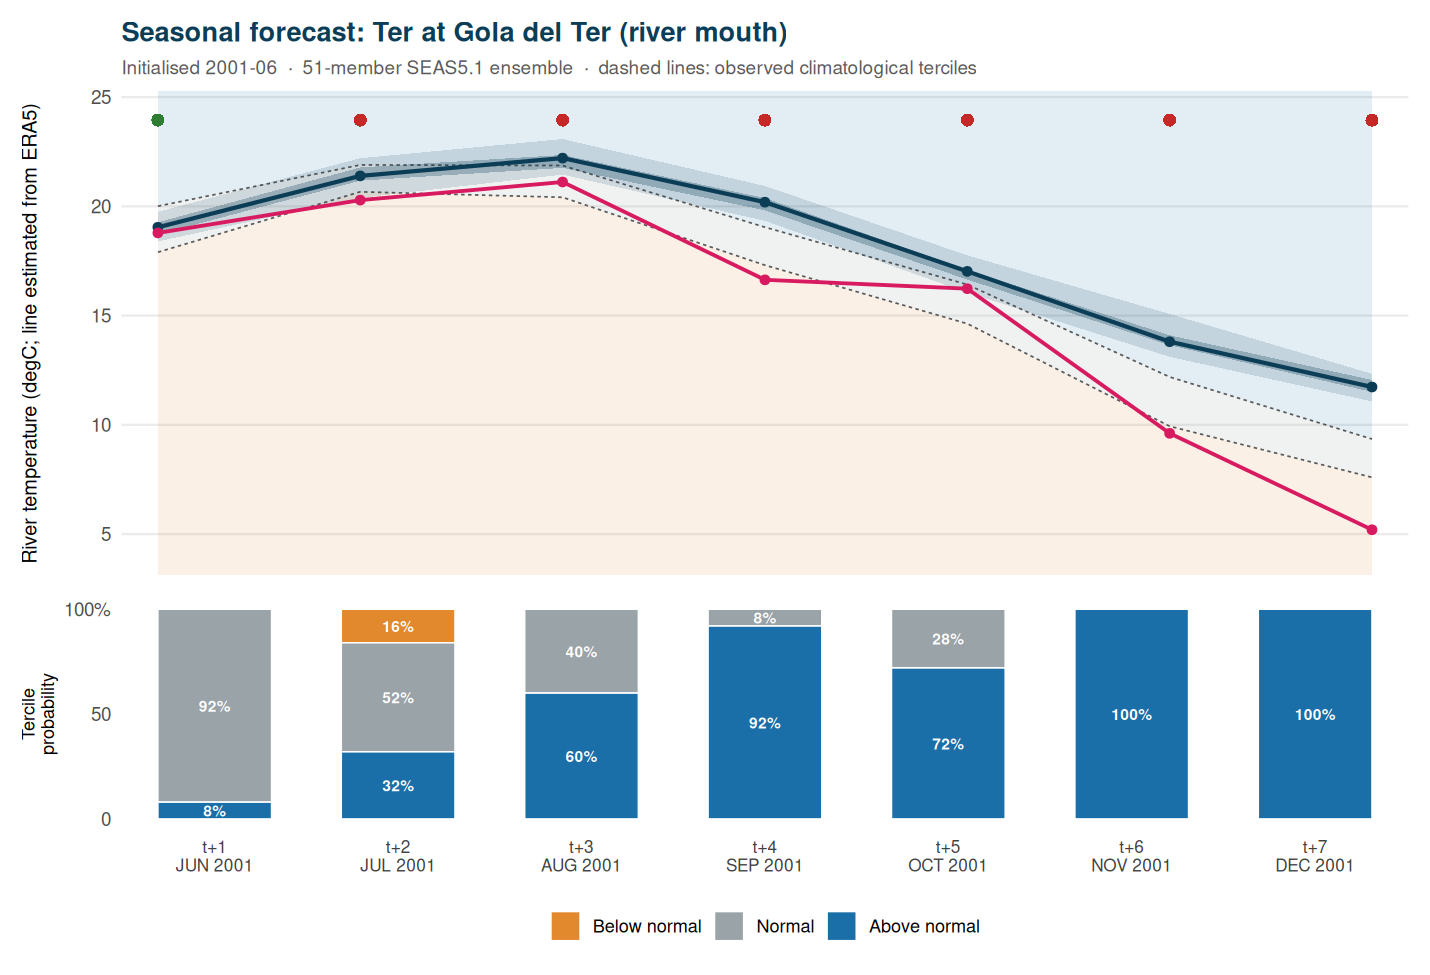 Seasonal forecast: Ter at Gola del Ter (river mouth)
Initialised 2001-06 · 51-member SEAS5.1 ensemble · dashed lines: observed climatological terciles
River temperature (degC; line estimated from ERA5)
25
20
15
10
5
Tercile
probability
100%
50
0
92%
8%
16%
52%
32%
40%
60%
8%
92%
28%
72%
100%
100%
t+1
JUN 2001
t+2
JUL 2001
t+3
AUG 2001
t+4
SEP 2001
t+5
OCT 2001
t+6
NOV 2001
t+7
DEC 2001
Below normal
Normal
Above normal